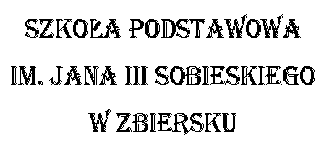 SZKOŁA PODSTAWOWA
IM. JANA III SOBIESKIEGO
W ZBIERSKU